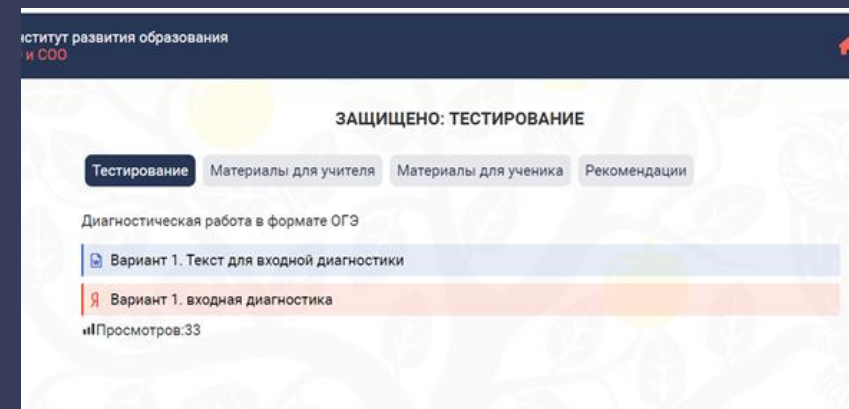 развития образования
и СОО
ЗАЩИЩЕНО: ТЕСТИРОВАНИЕ
Тестирование Материалы для учителя Материалы для ученика Рекомендации
Диагностическая работа в формате ОГЭ
Вариант 1. Текст для входной диагностики
Я Вариант 1. входная диагностика
Просмотров:33